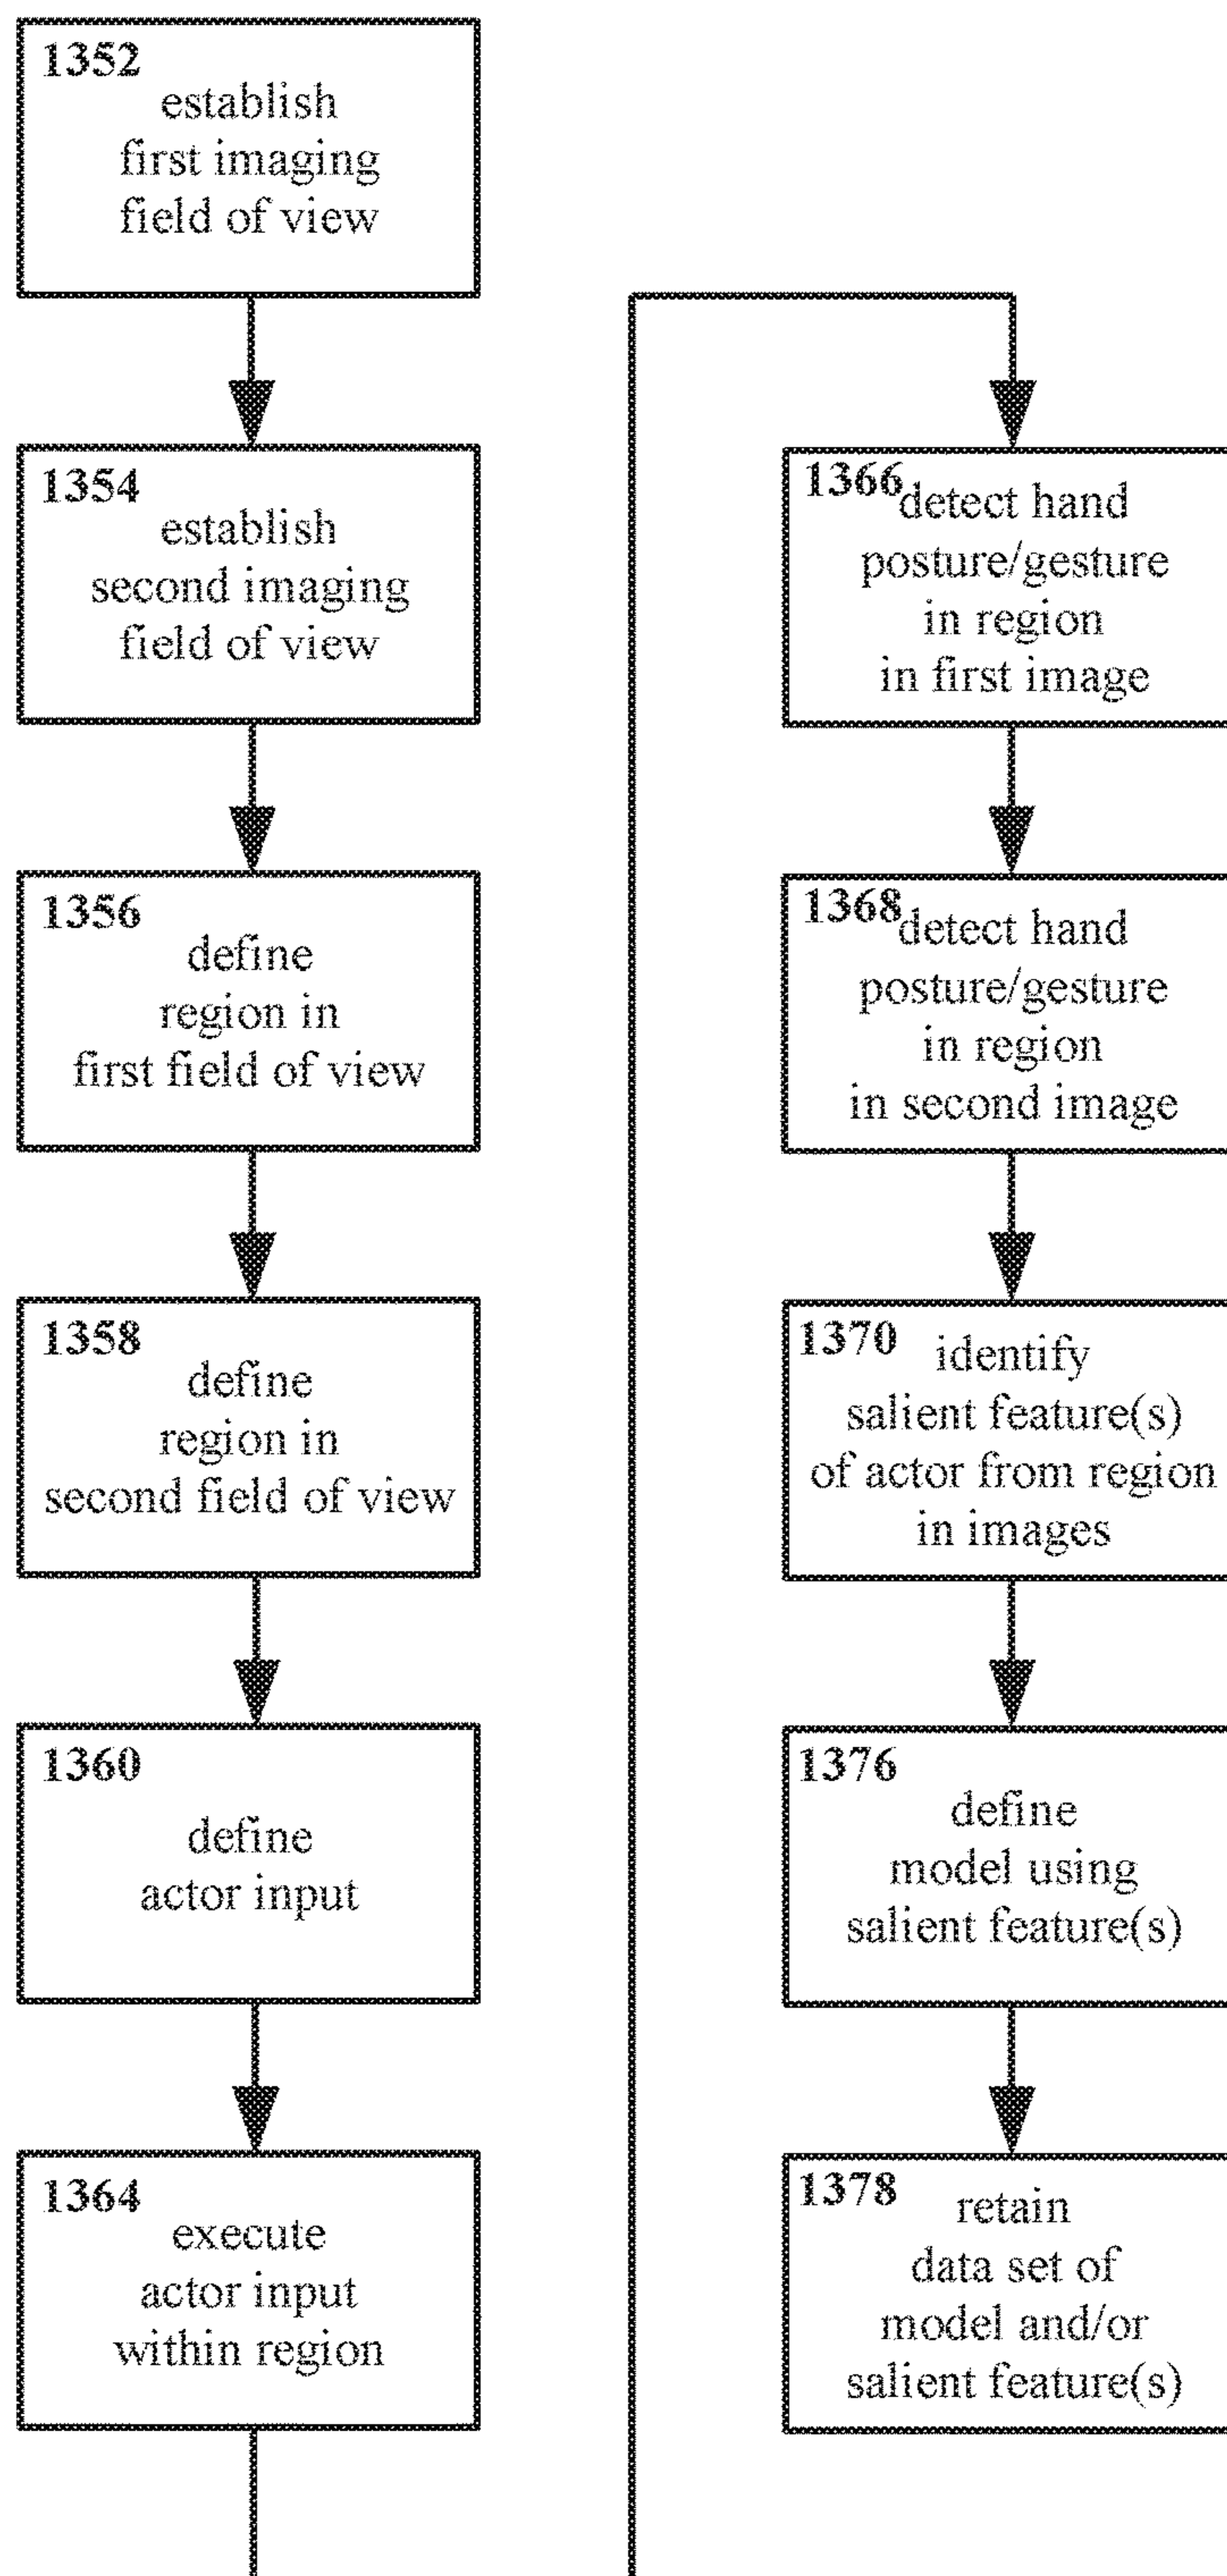 1352
establish
first imaging
field of view
1354
establish
second imaging
field of view
1356
define
region in
first field of view
1358
define
region in
second field of view
1360
define
actor input
1364
execute
actor input
within region
1366
detect hand
posture/gesture
in region
in first image
1368
detect hand
posture/gesture
in region
in second image
1370
identify
salient feature(s)
of actor from region
in images
1376
define
model using
salient feature(s)
1378
retain
data set of
model and/or
salient feature(s)